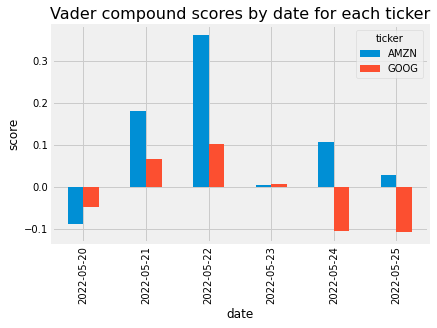 Vader compound scores by date for each ticker
ticker
AMZN
GOOG
score
0.3
0.2
0.1
0.0
−0.1
2022-05-20
2022-05-21
2022-05-22
2022-05-23
2022-05-24
2022-05-25
date